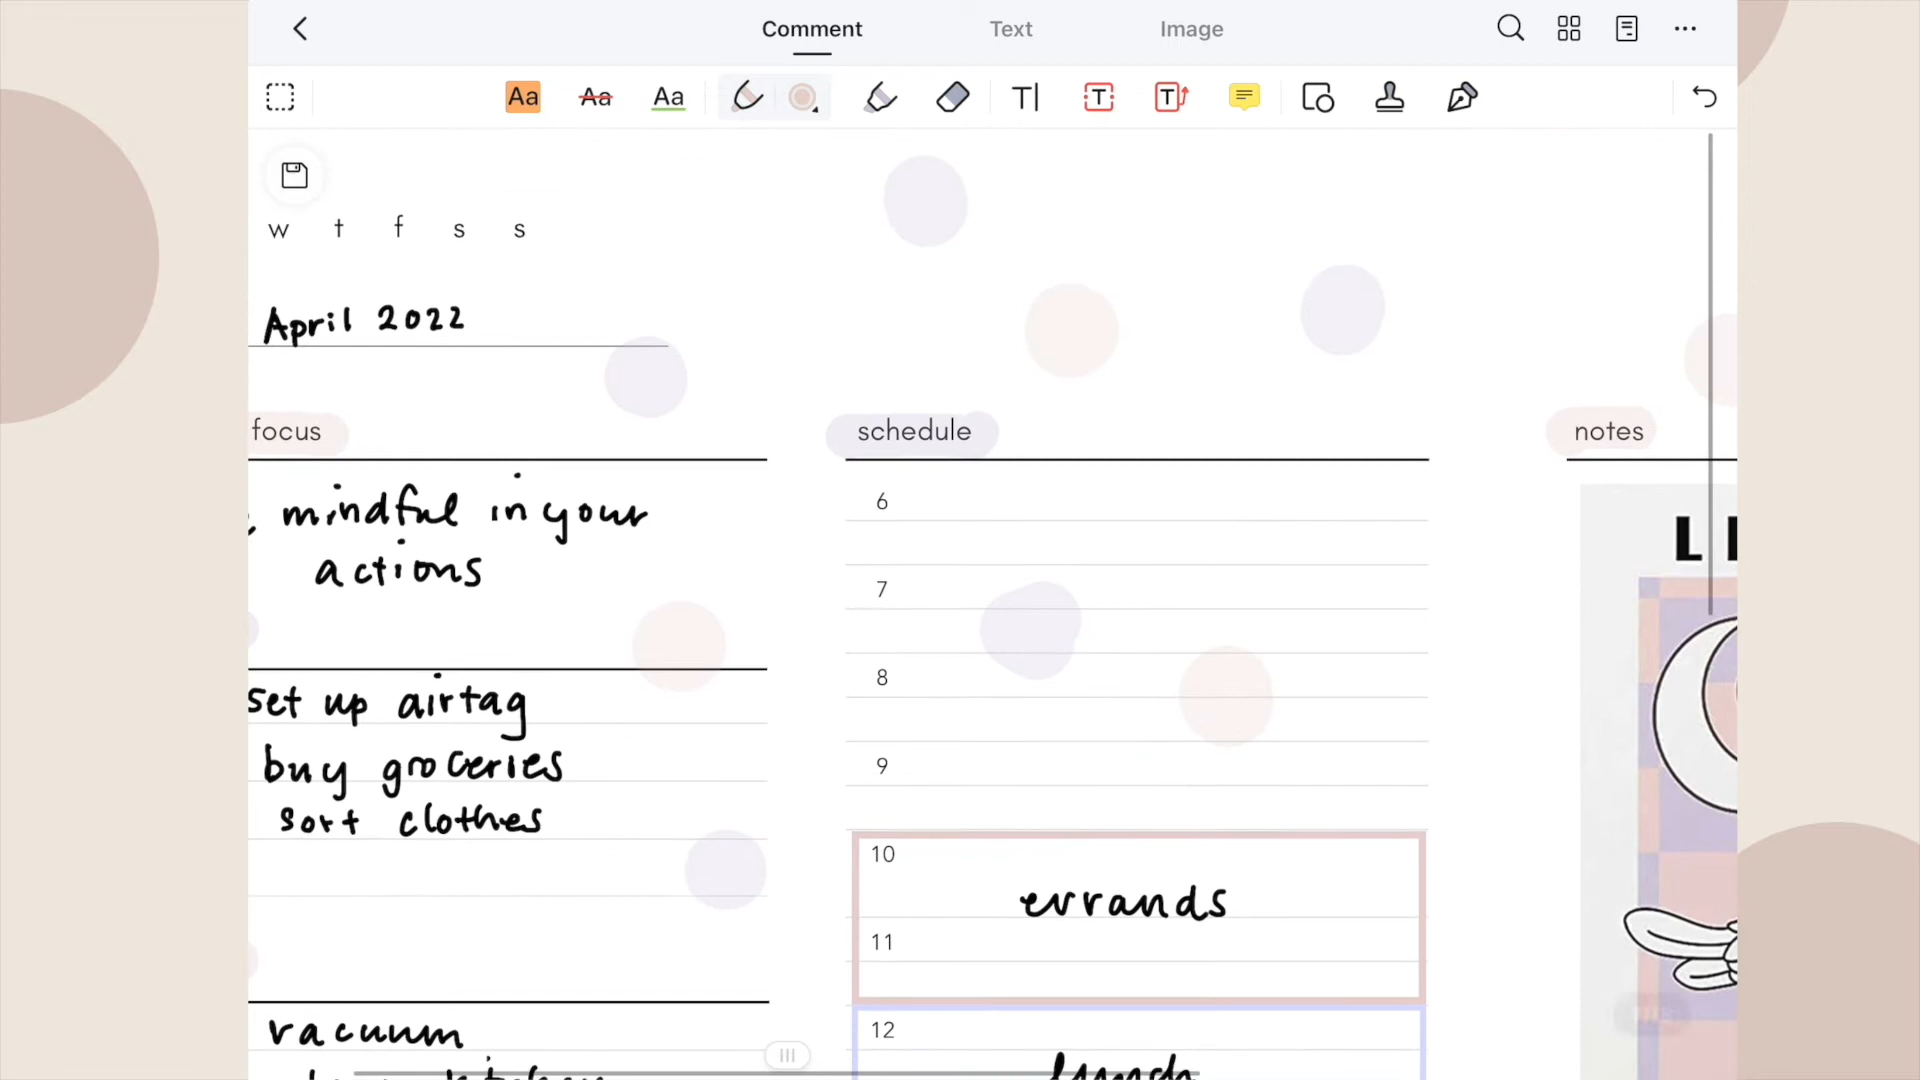 Comment Text Image
Aa Aa Aa T T T
w t f s s
April 2022
focus
mindful in your
actions
set up airtag
buy groceries
sort clothes
vacuum
schedule
6
7
8
9
10
errands
11
12
lunch
notes
L